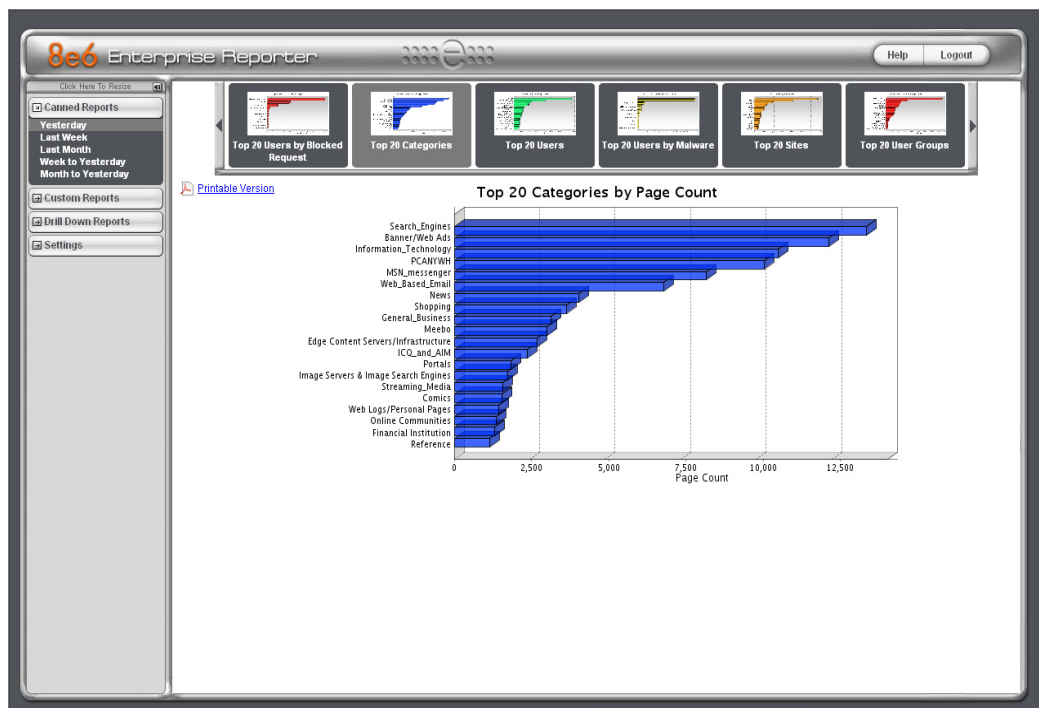 8e6 Enterprise Reporter
Help
Logout
Click Here To Resize
Canned Reports
Yesterday
Last Week
Last Month
Week to Yesterday
Month to Yesterday
Custom Reports
Drill Down Reports
Settings
Top 20 Users by Blocked
Request
Top 20 Categories
Top 20 Users
Top 20 Users by Malware
Top 20 Sites
Top 20 User Groups
Printable Version
Top 20 Categories by Page Count
Search_Engines
Banner/Web Ads
Information_Technology
PCANYWH
MSN_messenger
Web_Based_Email
News
Shopping
General_Business
Meebo
Edge Content Servers/Infrastructure
ICQ_and_AIM
Portals
Image Servers & Image Search Engines
Streaming_Media
Comics
Web Logs/Personal Pages
Online Communities
Financial Institution
Reference
0 2,500 5,000 7,500 10,000 12,500
Page Count